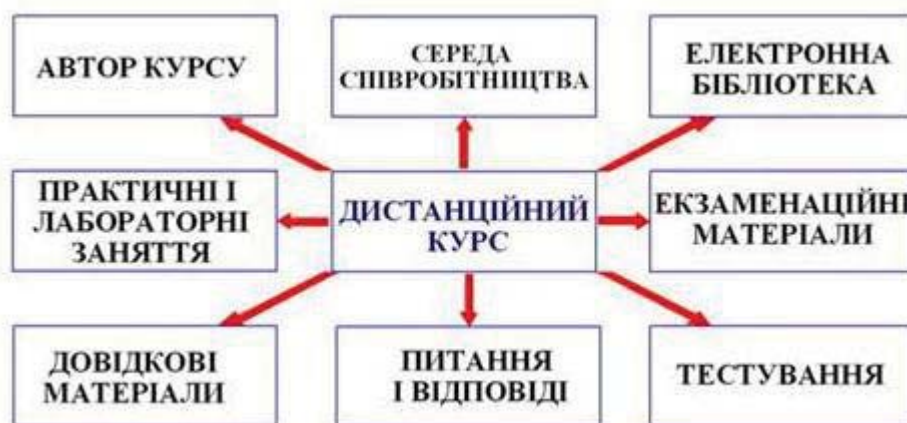 АВТОР КУРСУ
СЕРЕДА
СПІВРОБІТНИЦТВА
ЕЛЕКТРОННА
БІБЛІОТЕКА
ПРАКТИЧНІ І
ЛАБОРАТОРНІ
ЗАНЯТТЯ
ДИСТАНЦІЙНИЙ
КУРС
ЕКЗАМЕНАЦІЙНІ
МАТЕРІАЛИ
ДОВІДКОВІ
МАТЕРІАЛИ
ПИТАННЯ
І ВІДПОВІДІ
ТЕСТУВАННЯ